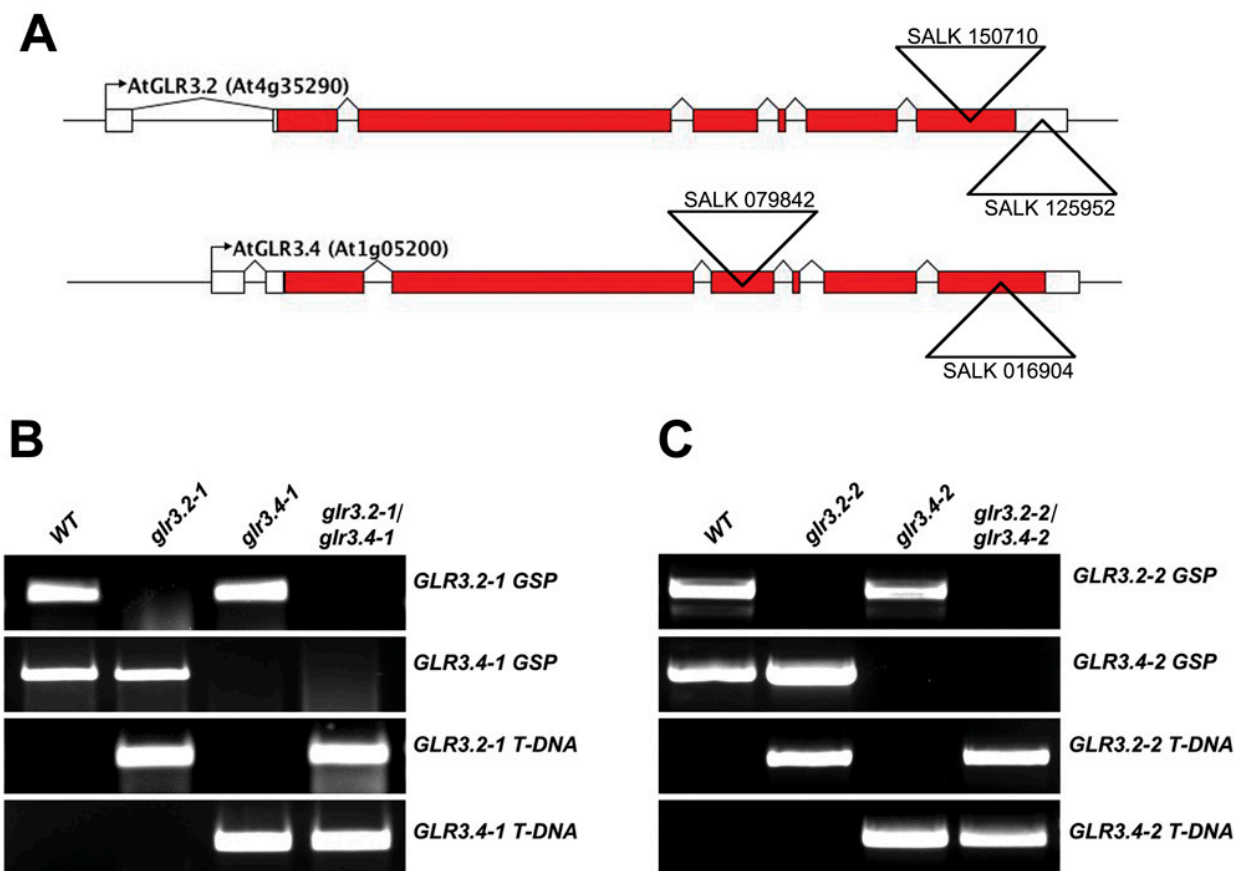 A
SALK 150710
AtGLR3.2 (At4g35290)
SALK 125952
SALK 079842
AtGLR3.4 (At1g05200)
SALK 016904
B
WT
glr3.2-1
glr3.4-1
glr3.2-1/
glr3.4-1
GLR3.2-1 GSP
GLR3.4-1 GSP
GLR3.2-1 T-DNA
GLR3.4-1 T-DNA
C
WT
glr3.2-2
glr3.4-2
glr3.2-2/
glr3.4-2
GLR3.2-2 GSP
GLR3.4-2 GSP
GLR3.2-2 T-DNA
GLR3.4-2 T-DNA